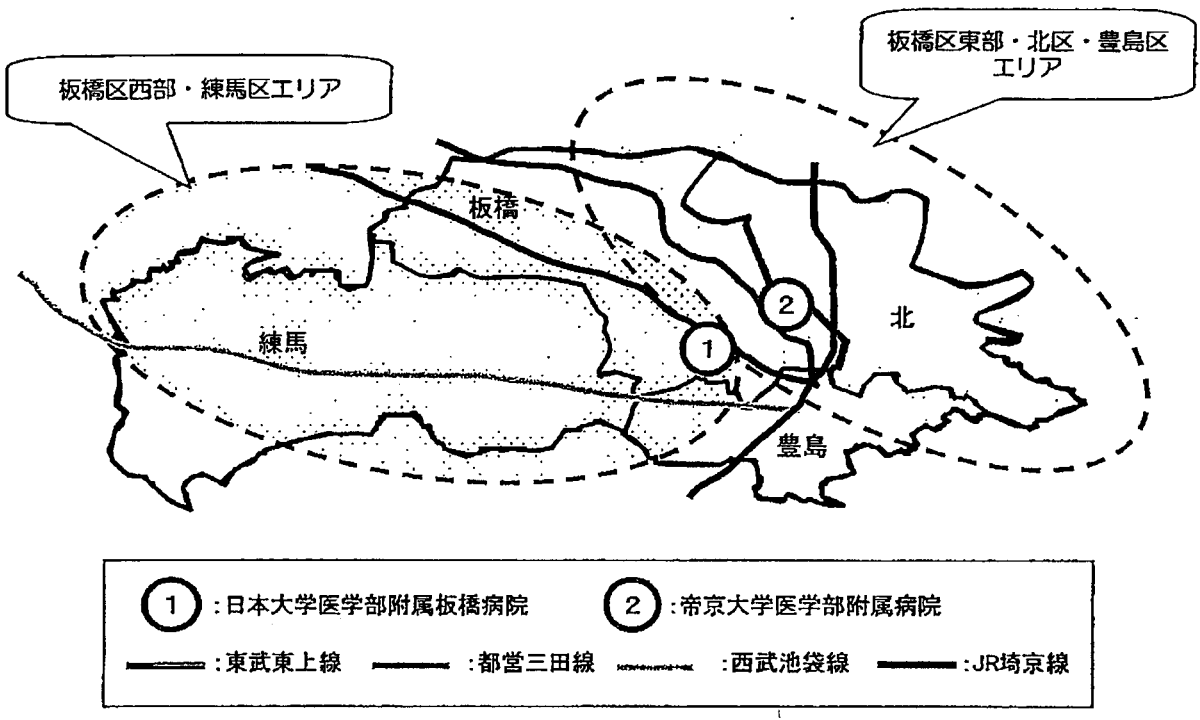 板橋区東部・北区・豊島区
エリア
板橋区西部・練馬区エリア
板橋
練馬
北
豊島
1
2
1 :日本大学医学部附属板橋病院
2 :帝京大学医学部附属病院
:東武東上線 :都営三田線 :西武池袋線 :JR埼京線